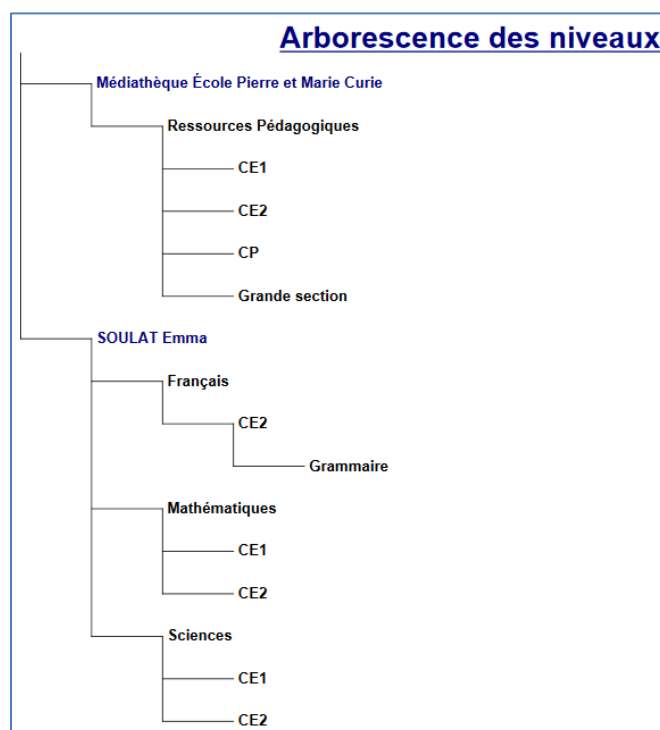 Arborescence des niveaux
Médiathèque École Pierre et Marie Curie
Ressources Pédagogiques
CE1
CE2
CP
Grande section
SOULAT Emma
Français
CE2
Grammaire
Mathématiques
CE1
CE2
Sciences
CE1
CE2